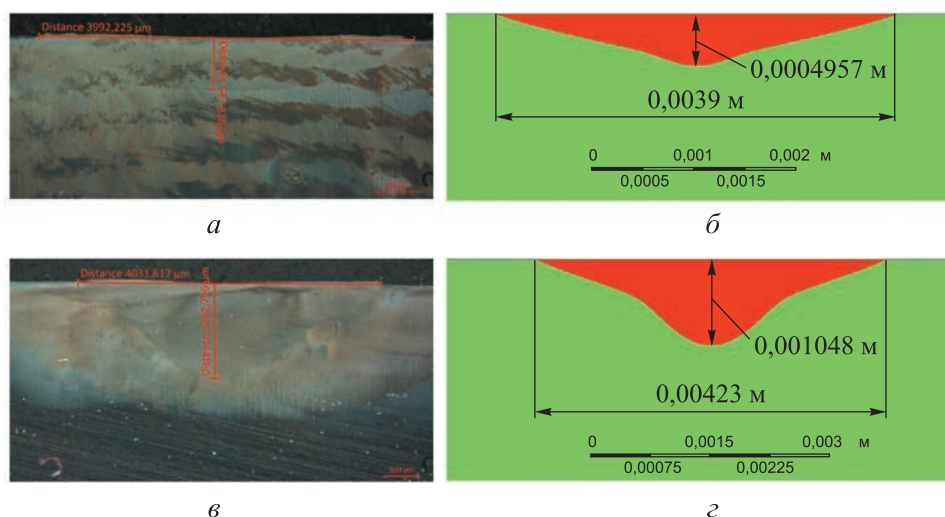 Distance 3992,225 µm
0,0004957 м
0,0039 м
0 0,001 0,002 м
0,0005 0,0015
а
б
Distance 4031,617 µm
0,001048 м
0,00423 м
0 0,0015 0,003 м
0,00075 0,00225
в
г